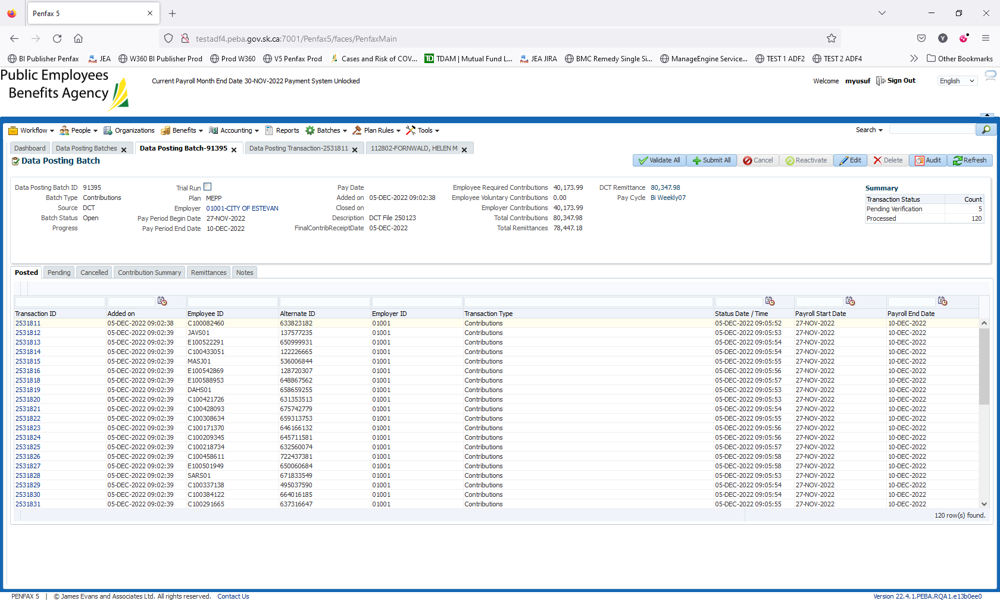 Penfax 5
testadf4.peba.gov.sk.ca:7001/Penfax5/faces/PenfaxMain
BI Publisher Penfax JEA W360 BI Publisher Prod Prod W360 V5 Penfax Prod Cases and Risk of COV... TDAM | Mutual Fund L... JEA JIRA BMC Remedy Single Si... ManageEngine Service... TEST 1 ADF2 TEST 2 ADF4 Other Bookmarks
Public Employees
Benefits Agency
Current Payroll Month End Date 30-NOV-2022 Payment System Unlocked
Welcome myusuf Sign Out English
Workflow People Organizations Benefits Accounting Reports Batches Plan Rules Tools Search
Dashboard Data Posting Batches Data Posting Batch-91395 Data Posting Transaction-2531811 112802-FORNWALD, HELEN M
Data Posting Batch
Validate All Submit All Cancel Reactivate Edit Delete Audit Refresh
Data Posting Batch ID 91395 Trial Run Pay Date Employee Required Contributions 40,173.99 DCT Remittance 80,347.98 Summary
Batch Type Contributions Plan MEPP Added on 05-DEC-2022 09:02:38 Employee Voluntary Contributions 0.00 Pay Cycle Bi Weekly07 Transaction Status Count
Source DCT Employer 01001-CITY OF ESTEVAN Closed on Employer Contributions 40,173.99 Pending Verification 5
Batch Status Open Pay Period Begin Date 27-NOV-2022 Description DCT File 250123 Total Contributions 80,347.98 Processed 120
Progress Pay Period End Date 10-DEC-2022 FinalContribReceiptDate 05-DEC-2022 Total Remittances 78,447.18
Posted Pending Cancelled Contribution Summary Remittances Notes
Transaction ID Added on Employee ID Alternate ID Employer ID Transaction Type Status Date / Time Payroll Start Date Payroll End Date
2531811 05-DEC-2022 09:02:38 C100082460 633823182 01001 Contributions 05-DEC-2022 09:05:52 27-NOV-2022 10-DEC-2022
2531812 05-DEC-2022 09:02:39 JAVS01 137577235 01001 Contributions 05-DEC-2022 09:05:53 27-NOV-2022 10-DEC-2022
2531813 05-DEC-2022 09:02:39 E100522291 650999931 01001 Contributions 05-DEC-2022 09:05:54 27-NOV-2022 10-DEC-2022
2531814 05-DEC-2022 09:02:39 C100433051 122226665 01001 Contributions 05-DEC-2022 09:05:54 27-NOV-2022 10-DEC-2022
2531815 05-DEC-2022 09:02:39 MASJ01 536006844 01001 Contributions 05-DEC-2022 09:05:55 27-NOV-2022 10-DEC-2022
2531816 05-DEC-2022 09:02:39 E100542869 128720307 01001 Contributions 05-DEC-2022 09:05:56 27-NOV-2022 10-DEC-2022
2531818 05-DEC-2022 09:02:39 E100588953 648867562 01001 Contributions 05-DEC-2022 09:05:57 27-NOV-2022 10-DEC-2022
2531819 05-DEC-2022 09:02:39 DAHS01 658659255 01001 Contributions 05-DEC-2022 09:05:53 27-NOV-2022 10-DEC-2022
2531820 05-DEC-2022 09:02:39 C100421726 631353513 01001 Contributions 05-DEC-2022 09:05:53 27-NOV-2022 10-DEC-2022
2531821 05-DEC-2022 09:02:39 C100428093 675742779 01001 Contributions 05-DEC-2022 09:05:54 27-NOV-2022 10-DEC-2022
2531822 05-DEC-2022 09:02:39 C100308634 659313753 01001 Contributions 05-DEC-2022 09:05:55 27-NOV-2022 10-DEC-2022
2531823 05-DEC-2022 09:02:39 C100171370 646166132 01001 Contributions 05-DEC-2022 09:05:56 27-NOV-2022 10-DEC-2022
2531824 05-DEC-2022 09:02:39 C100209345 645711581 01001 Contributions 05-DEC-2022 09:05:56 27-NOV-2022 10-DEC-2022
2531825 05-DEC-2022 09:02:39 C100218734 632560074 01001 Contributions 05-DEC-2022 09:05:57 27-NOV-2022 10-DEC-2022
2531826 05-DEC-2022 09:02:39 C100458611 722437381 01001 Contributions 05-DEC-2022 09:05:58 27-NOV-2022 10-DEC-2022
2531827 05-DEC-2022 09:02:39 E100501949 650060684 01001 Contributions 05-DEC-2022 09:05:58 27-NOV-2022 10-DEC-2022
2531828 05-DEC-2022 09:02:39 SARS01 671833549 01001 Contributions 05-DEC-2022 09:05:53 27-NOV-2022 10-DEC-2022
2531829 05-DEC-2022 09:02:39 C100337138 495037590 01001 Contributions 05-DEC-2022 09:05:54 27-NOV-2022 10-DEC-2022
2531830 05-DEC-2022 09:02:39 C100384122 664016185 01001 Contributions 05-DEC-2022 09:05:54 27-NOV-2022 10-DEC-2022
2531831 05-DEC-2022 09:02:39 C100291665 637316647 01001 Contributions 05-DEC-2022 09:05:55 27-NOV-2022 10-DEC-2022
120 row(s) found.
PENFAX 5 | © James Evans and Associates Ltd. All rights reserved. Contact Us Version 22.4.1.PEBA.RQA1.e13b0ee0